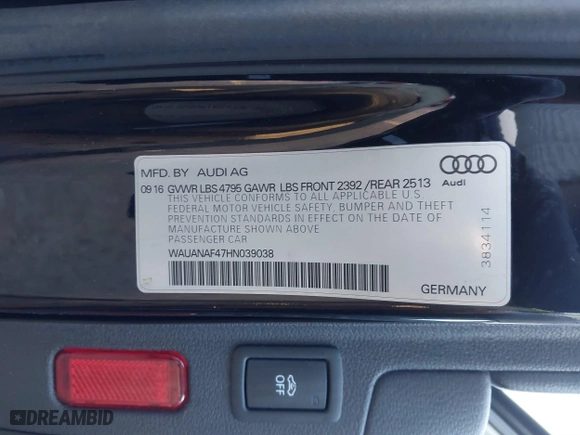 MFD. BY AUDI AG
09 16 GVWR LBS 4795 GAWR LBS FRONT 2392 / REAR 2513
THIS VEHICLE CONFORMS TO ALL APPLICABLE U.S.
FEDERAL MOTOR VEHICLE SAFETY, BUMPER AND THEFT
PREVENTION STANDARDS IN EFFECT ON THE DATE OF
MANUFACTURE SHOWN ABOVE
PASSENGER CAR
WAUANAF47HN039038
Audi
3834114
GERMANY
OFF
DREAMBID